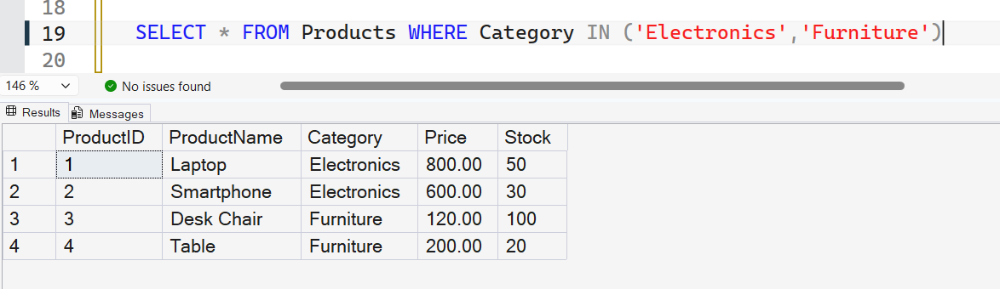 18
19 SELECT * FROM Products WHERE Category IN ('Electronics','Furniture')
20
146 % No issues found
Results Messages
ProductID ProductName Category Price Stock
1 1 Laptop Electronics 800.00 50
2 2 Smartphone Electronics 600.00 30
3 3 Desk Chair Furniture 120.00 100
4 4 Table Furniture 200.00 20